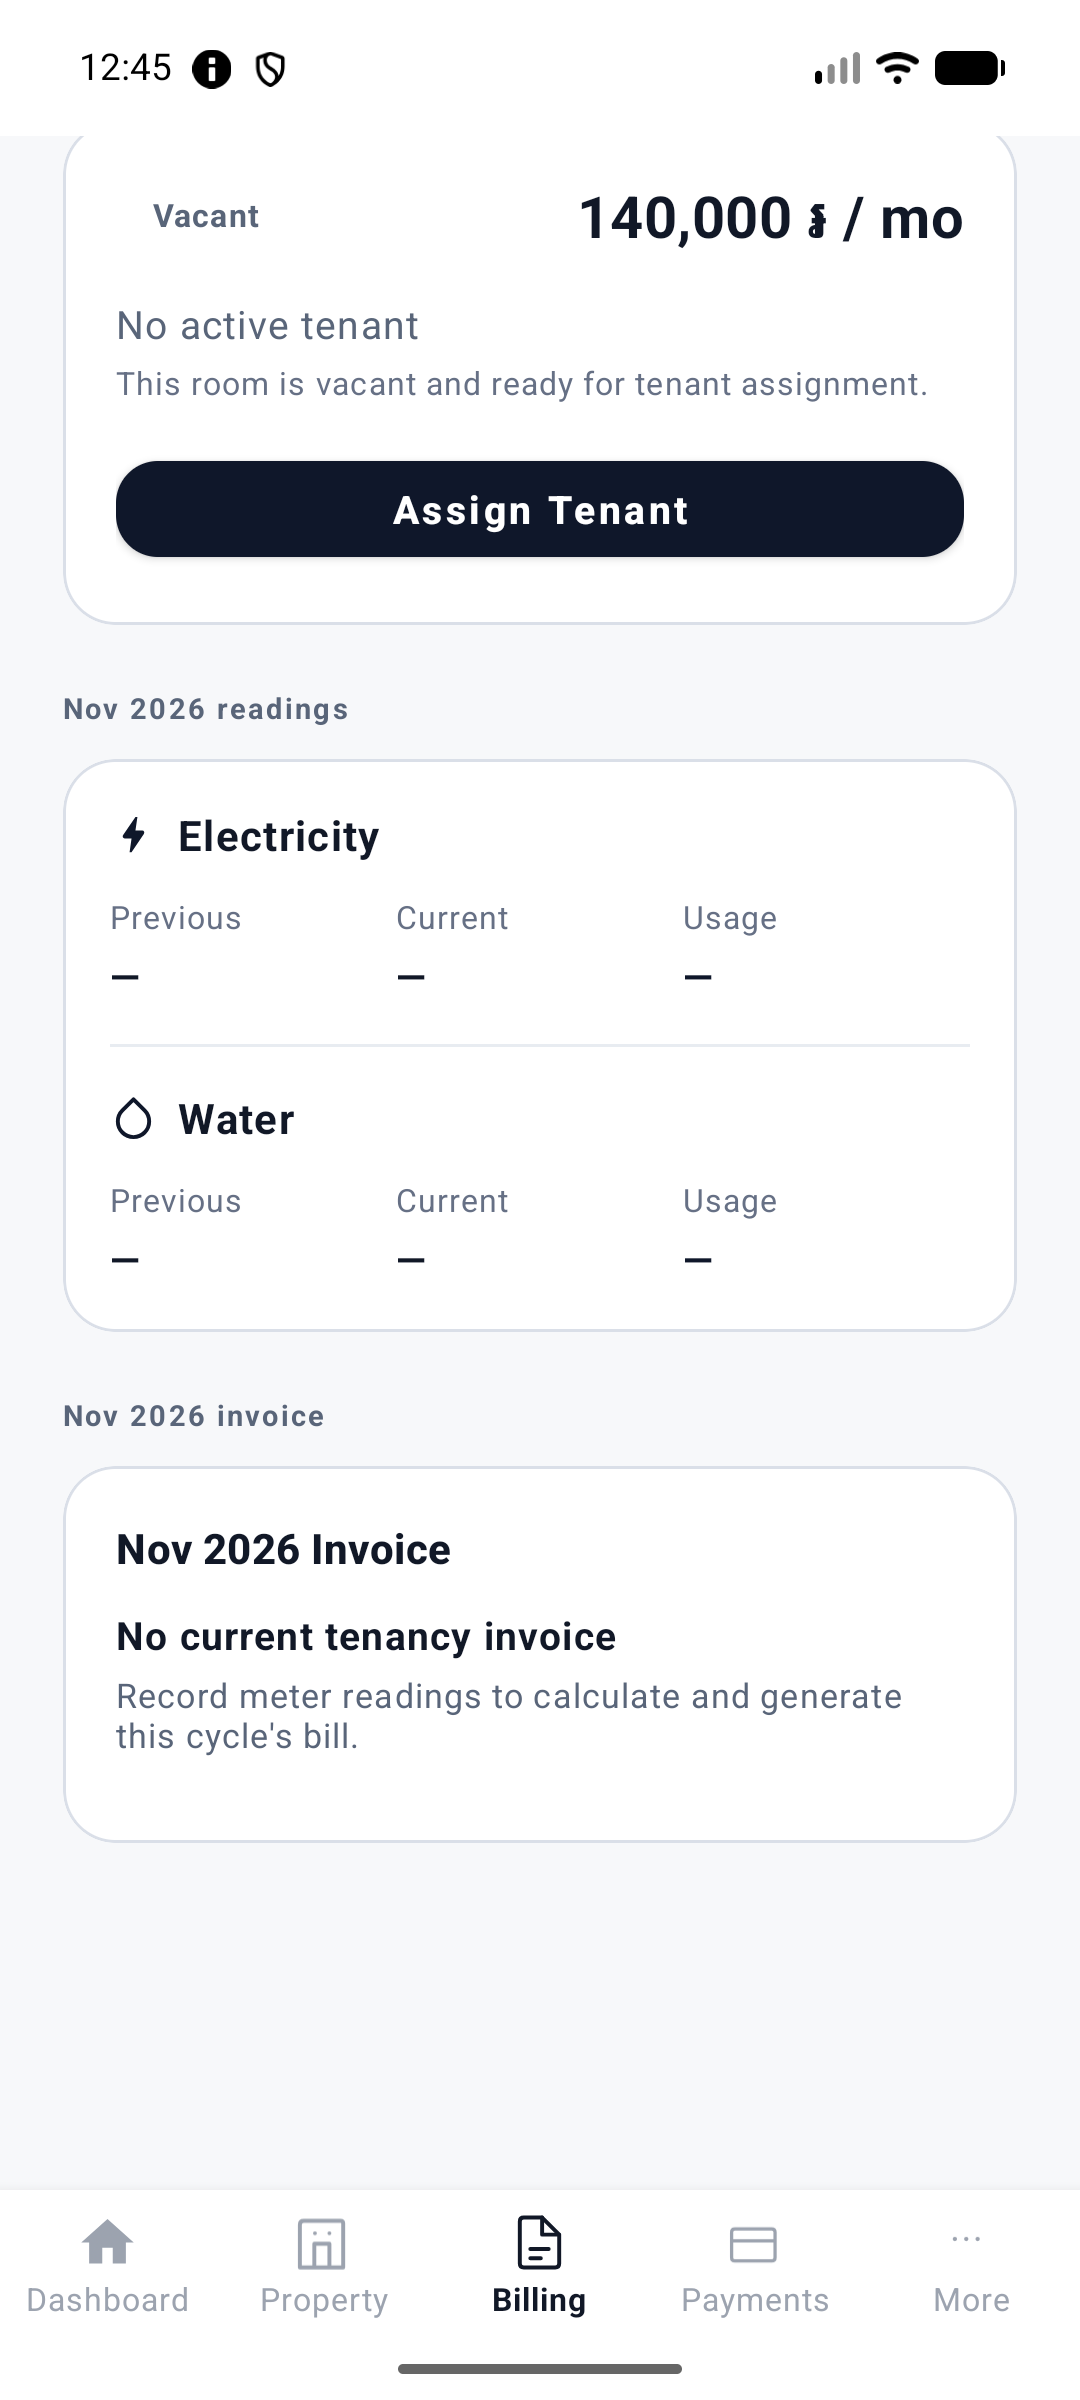 12:45
Vacant
140,000 ៛ / mo
No active tenant
This room is vacant and ready for tenant assignment.
Assign Tenant
Nov 2026 readings
Electricity
Previous Current Usage
— — —
Water
Previous Current Usage
— — —
Nov 2026 invoice
Nov 2026 Invoice
No current tenancy invoice
Record meter readings to calculate and generate
this cycle's bill.
Dashboard Property Billing Payments More